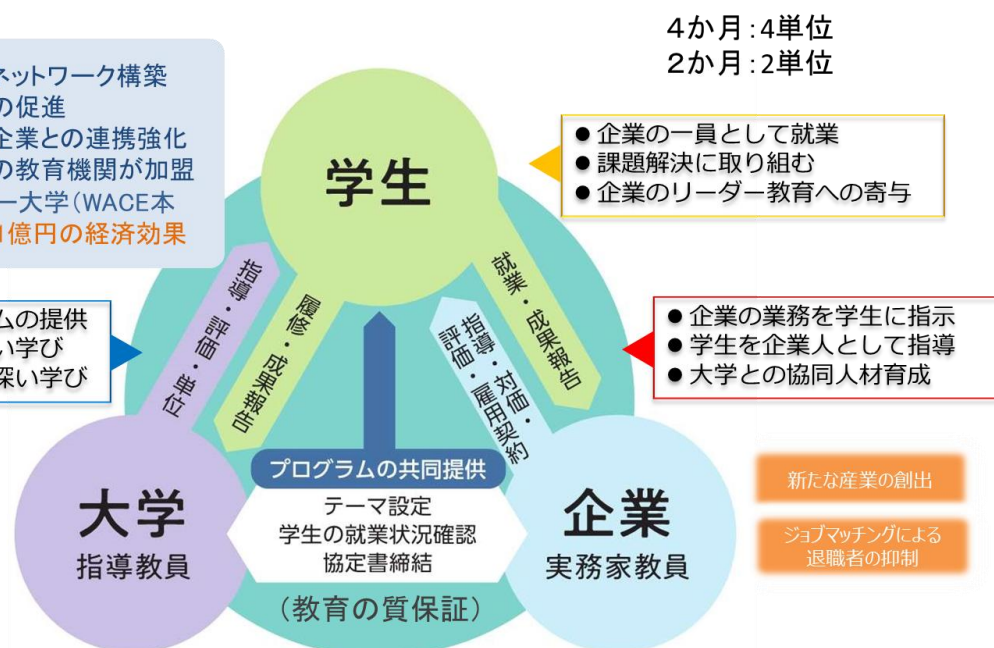 4か月:4単位
2か月:2単位
ネットワーク構築
の促進
企業との連携強化
の教育機関が加盟
ー大学(WACE本
億円の経済効果
学生
● 企業の一員として就業
● 課題解決に取り組む
● 企業のリーダー教育への寄与
ムの提供
い学び
深い学び
指導・評価・単位
履修・成果報告
指導・対価・
評価・雇用契約
就業・成果報告
● 企業の業務を学生に指示
● 学生を企業人として指導
● 大学との協同人材育成
プログラムの共同提供
テーマ設定
学生の就業状況確認
協定書締結
(教育の質保証)
大学
指導教員
企業
実務家教員
新たな産業の創出
ジョブマッチングによる
退職者の抑制